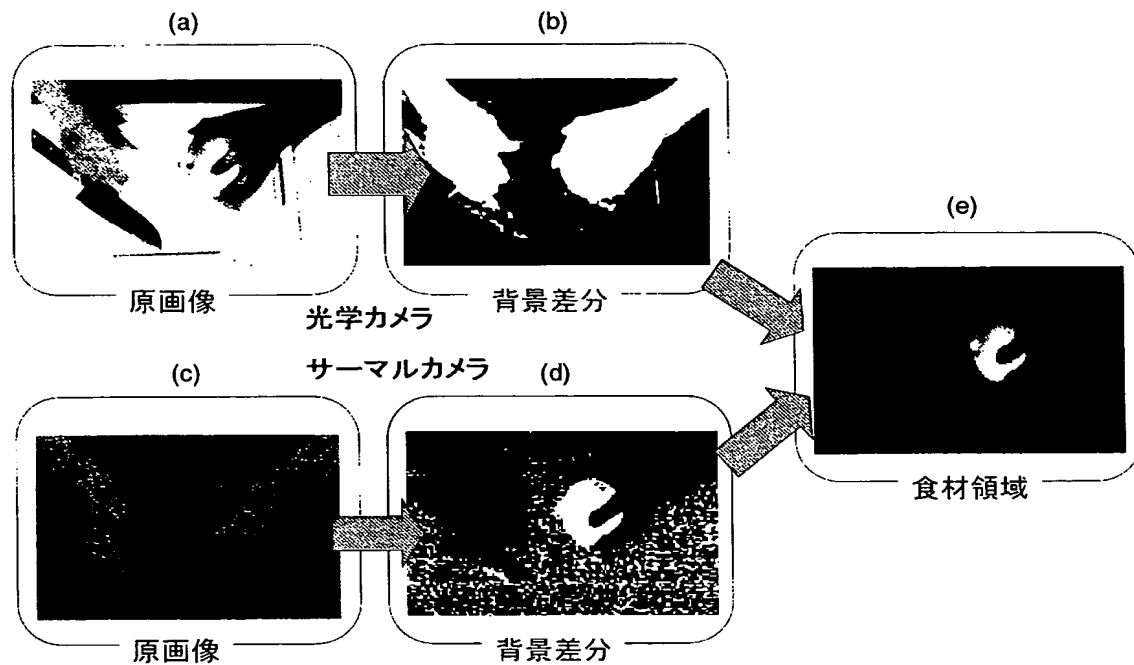 (a)
(b)
原画像
背景差分
光学カメラ
サーマルカメラ
(c)
(d)
原画像
背景差分
(e)
食材領域